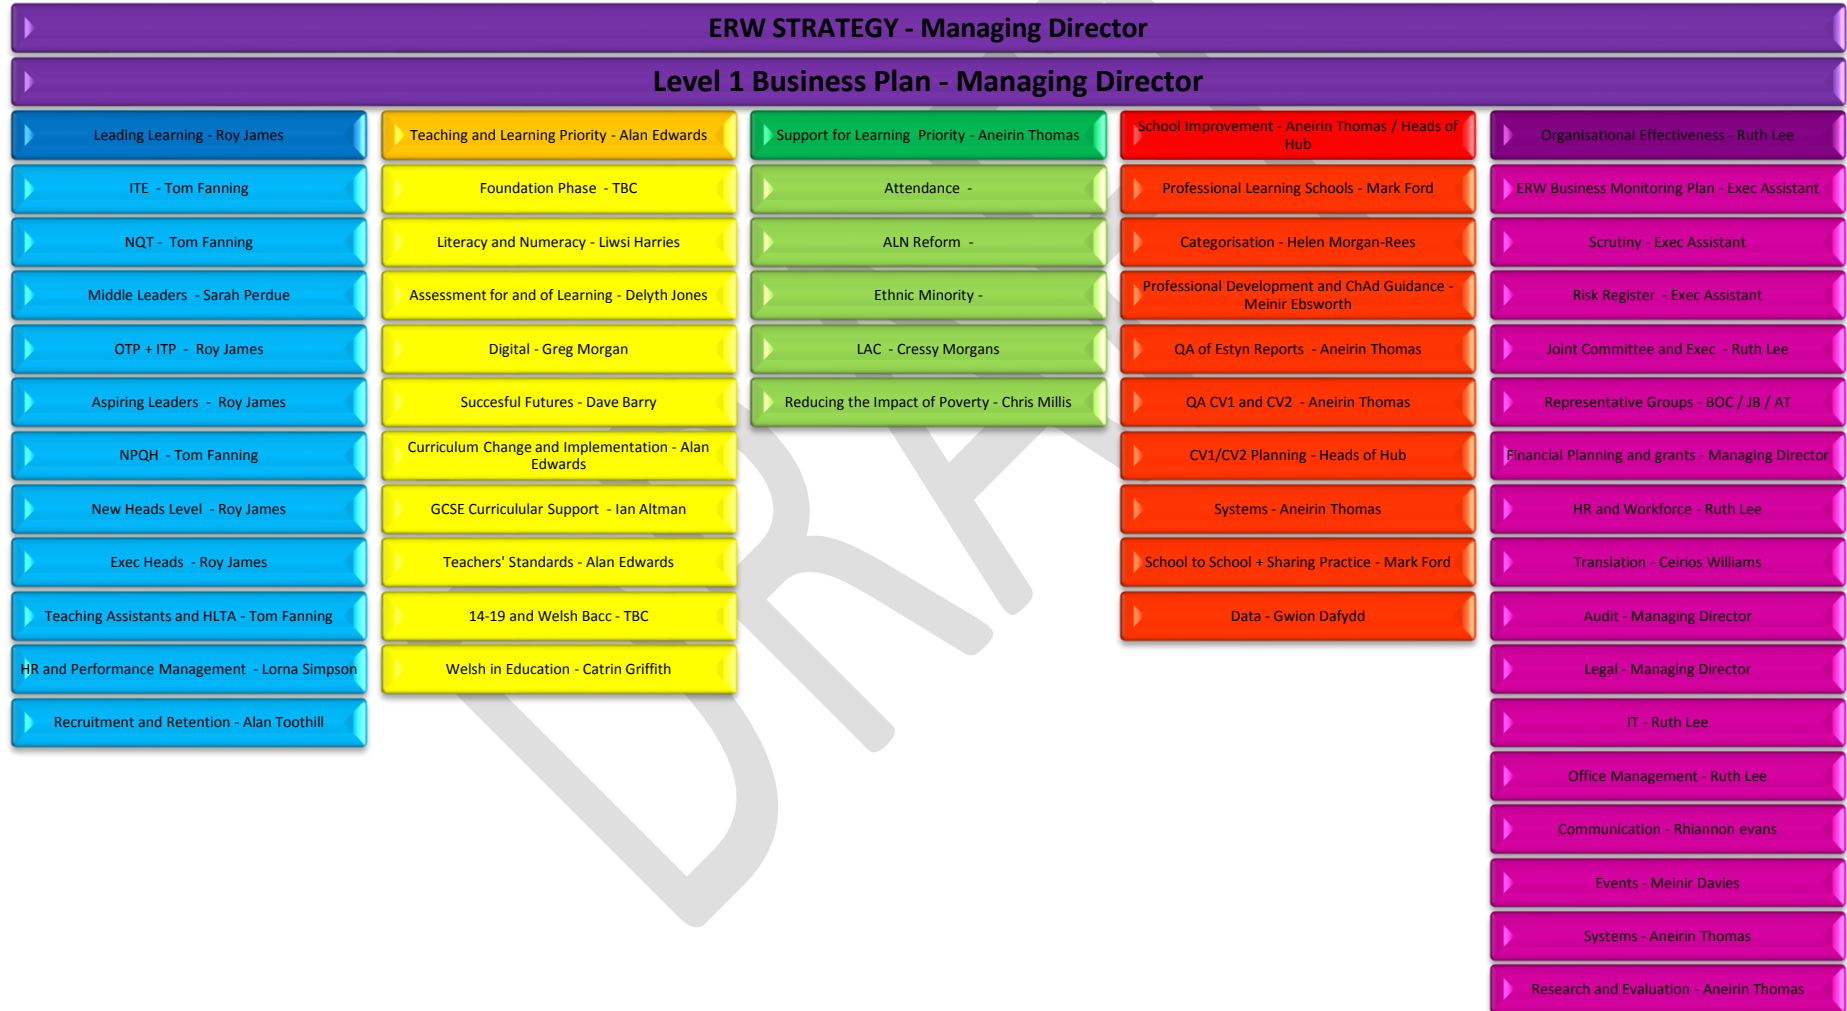 ERW STRATEGY - Managing Director
Level 1 Business Plan - Managing Director
Leading Learning - Roy James
ITE - Tom Fanning
NQT - Tom Fanning
Middle Leaders - Sarah Perdue
OTP + ITP - Roy James
Aspiring Leaders - Roy James
NPQH - Tom Fanning
New Heads Level - Roy James
Exec Heads - Roy James
Teaching Assistants and HLTA - Tom Fanning
HR and Performance Management - Lorna Simpson
Recruitment and Retention - Alan Toothill
Teaching and Learning Priority - Alan Edwards
Foundation Phase - TBC
Literacy and Numeracy - Liwsi Harries
Assessment for and of Learning - Delyth Jones
Digital - Greg Morgan
Succesful Futures - Dave Barry
Curriculum Change and Implementation - Alan
Edwards
GCSE Curriculular Support - Ian Altman
Teachers' Standards - Alan Edwards
14-19 and Welsh Bacc - TBC
Welsh in Education - Catrin Griffith
Support for Learning Priority - Aneirin Thomas
Attendance -
ALN Reform -
Ethnic Minority -
LAC - Cressy Morgans
Reducing the Impact of Poverty - Chris Millis
School Improvement - Aneirin Thomas / Heads of
Hub
Professional Learning Schools - Mark Ford
Categorisation - Helen Morgan-Rees
Professional Development and ChAd Guidance -
Meinir Ebsworth
QA of Estyn Reports - Aneirin Thomas
QA CV1 and CV2 - Aneirin Thomas
CV1/CV2 Planning - Heads of Hub
Systems - Aneirin Thomas
School to School + Sharing Practice - Mark Ford
Data - Gwion Dafydd
Organisational Effectiveness - Ruth Lee
ERW Business Monitoring Plan - Exec Assistant
Scrutiny - Exec Assistant
Risk Register - Exec Assistant
Joint Committee and Exec - Ruth Lee
Representative Groups - BOC / JB / AT
Financial Planning and grants - Managing Director
HR and Workforce - Ruth Lee
Translation - Ceirios Williams
Audit - Managing Director
Legal - Managing Director
IT - Ruth Lee
Office Management - Ruth Lee
Communication - Rhiannon evans
Events - Meinir Davies
Systems - Aneirin Thomas
Research and Evaluation - Aneirin Thomas
DRAFT